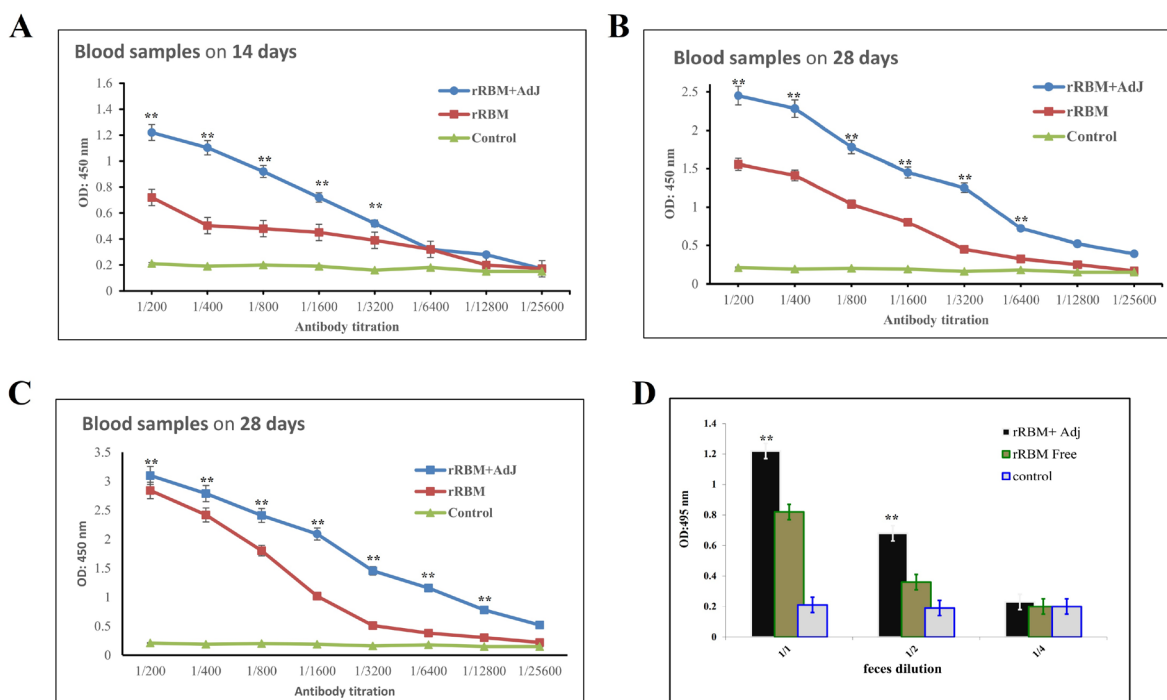 A
Blood samples on 14 days
rRBM+AdJ
rRBM
Control
OD: 450 nm
1.6
1.4
1.2
1
0.8
0.6
0.4
0.2
0
**
**
**
**
**
1/200 1/400 1/800 1/1600 1/3200 1/6400 1/12800 1/25600
Antibody titration
B
Blood samples on 28 days
rRBM+AdJ
rRBM
Control
OD: 450 nm
2.5
2
1.5
1
0.5
0
**
**
**
**
**
**
1/200 1/400 1/800 1/1600 1/3200 1/6400 1/12800 1/25600
Antibody titration
C
Blood samples on 28 days
rRBM+AdJ
rRBM
Control
OD: 450 nm
3.5
3
2.5
2
1.5
1
0.5
0
**
**
**
**
**
**
**
1/200 1/400 1/800 1/1600 1/3200 1/6400 1/12800 1/25600
Antibody titration
D
rRBM+ Adj
rRBM Free
control
OD:495 nm
1.4
1.2
1
0.8
0.6
0.4
0.2
0
**
**
1/1 1/2 1/4
feces dilution